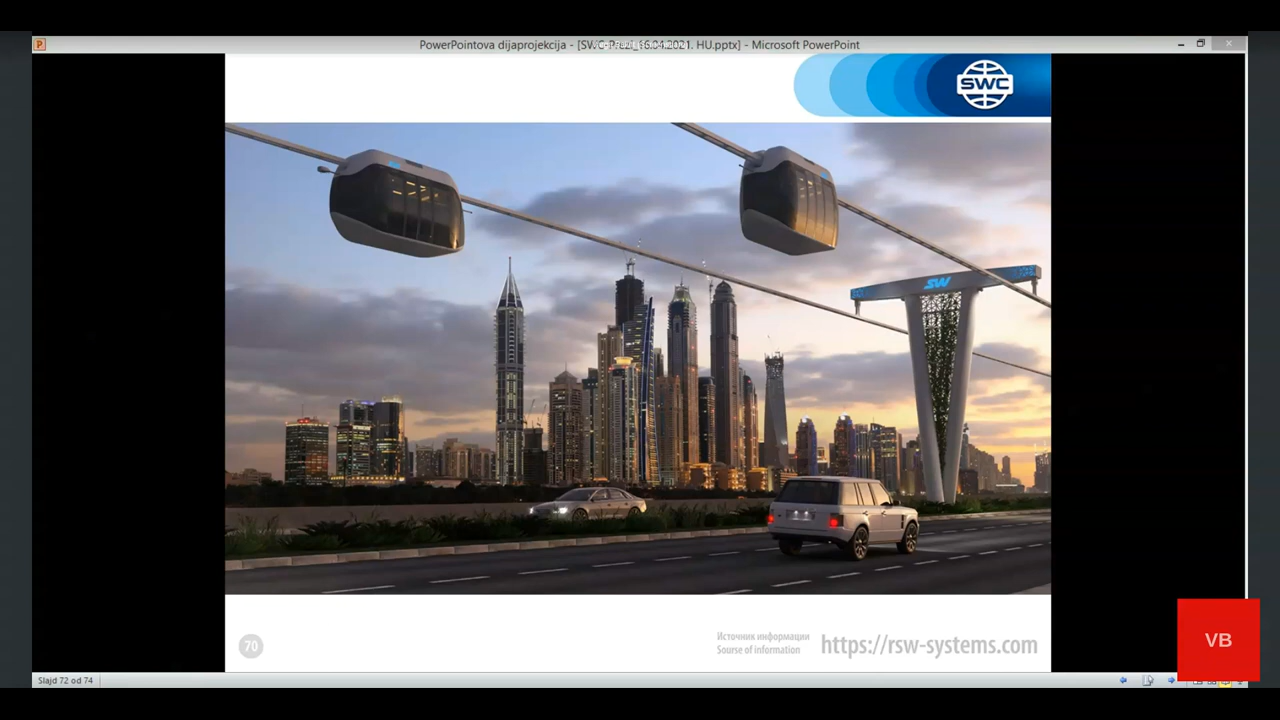 PowerPointova dijaprojekcija - [SWC Prez_16.04.2021. HU.pptx] - Microsoft PowerPoint
SWC
SW
70
Источник информации
Sourse of information
https://rsw-systems.com
VB
Slajd 72 od 74